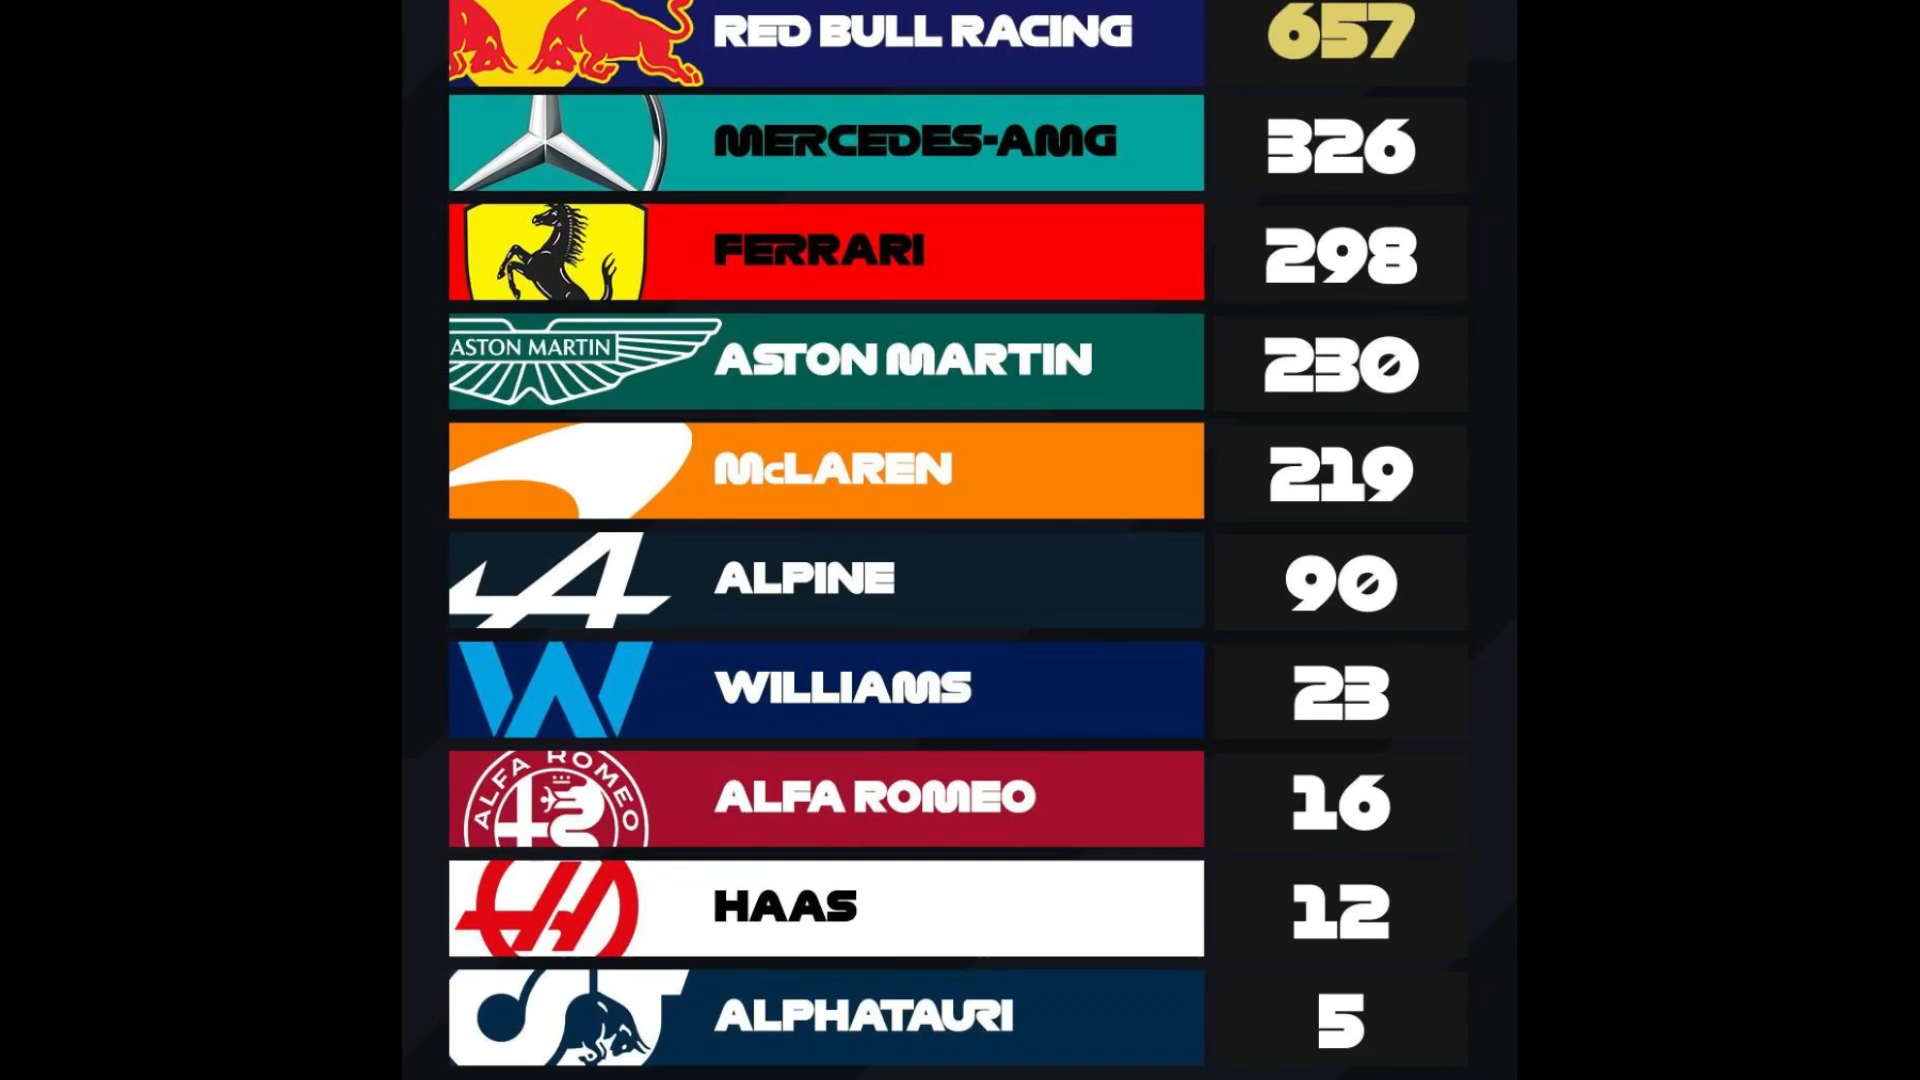 RED BULL RACING 657
MERCEDES-AMG 326
FERRARI 298
ASTON MARTIN ASTON MARTIN 230
McLAREN 219
ALPINE 90
WILLIAMS 23
ALFA ROMEO ALFA ROMEO 16
HAAS 12
ALPHATAURI 5